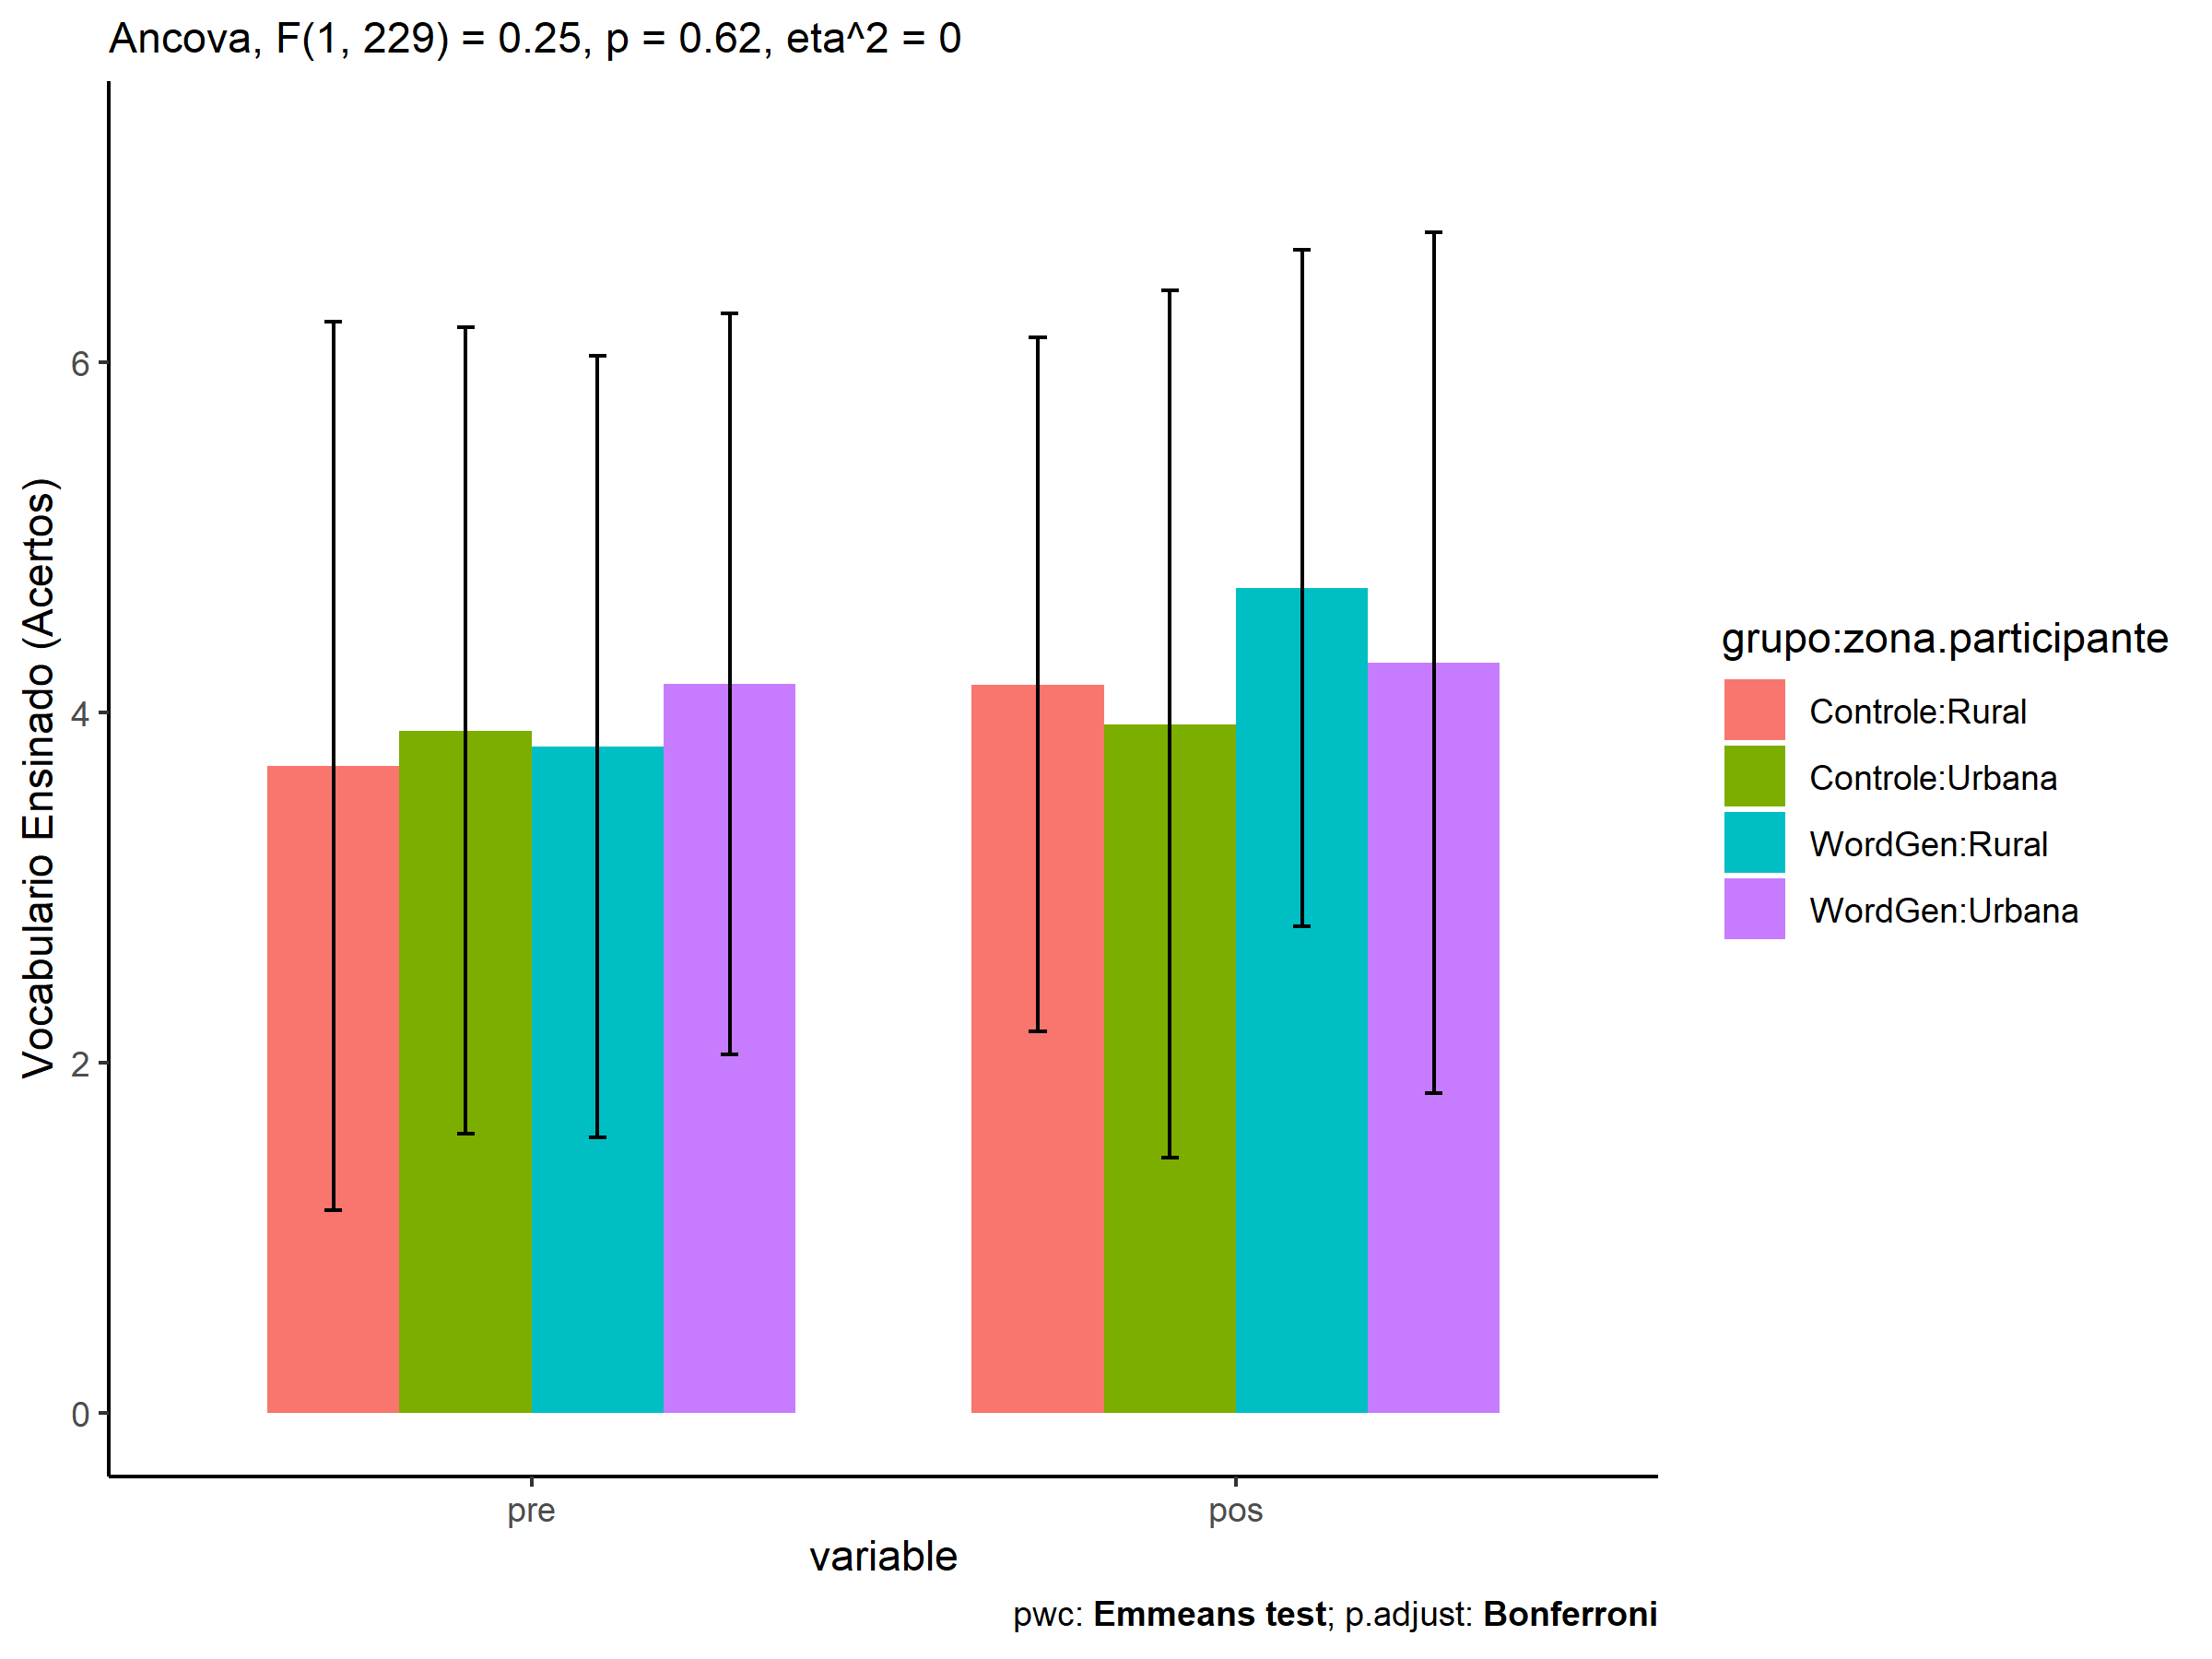 Ancova, F(1, 229) = 0.25, p = 0.62, eta^2 = 0
Vocabulario Ensinado (Acertos)
6
4
2
0
pre
pos
variable
grupo:zona.participante
Controle:Rural
Controle:Urbana
WordGen:Rural
WordGen:Urbana
pwc: Emmeans test; p.adjust: Bonferroni